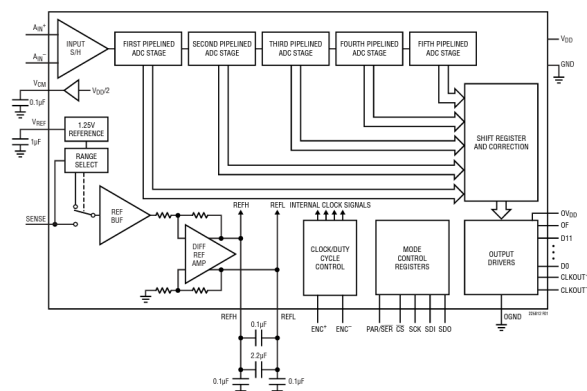 AIN+
INPUT
S/H
AIN−
FIRST PIPELINED
ADC STAGE
SECOND PIPELINED
ADC STAGE
THIRD PIPELINED
ADC STAGE
FOURTH PIPELINED
ADC STAGE
FIFTH PIPELINED
ADC STAGE
VDD
GND
VCM
0.1µF
VDD/2
VREF
1µF
1.25V
REFERENCE
RANGE
SELECT
SHIFT REGISTER
AND CORRECTION
SENSE
REF
BUF
DIFF
REF
AMP
REFH
REFL
INTERNAL CLOCK SIGNALS
CLOCK/DUTY
CYCLE
CONTROL
MODE
CONTROL
REGISTERS
OUTPUT
DRIVERS
OVDD
OF
D11
D0
CLKOUT+
CLKOUT−
OGND
REFH
REFL
ENC+
ENC−
PAR/SER
CS
SCK
SDI
SDO
0.1µF
2.2µF
0.1µF
0.1µF